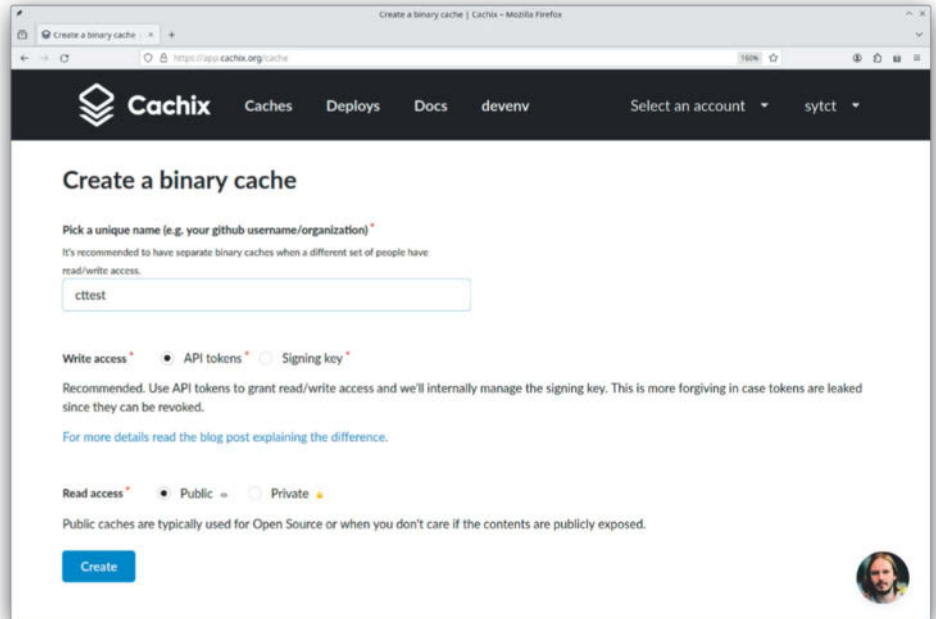 Create a binary cache | Cachix – Mozilla Firefox
Create a binary cache
https://app.cachix.org/cache
160%
Cachix Caches Deploys Docs devenv Select an account sytct
Create a binary cache
Pick a unique name (e.g. your github username/organization) *
It's recommended to have separate binary caches when a different set of people have
read/write access.
cttest
Write access * API tokens * Signing key *
Recommended. Use API tokens to grant read/write access and we'll internally manage the signing key. This is more forgiving in case tokens are leaked
since they can be revoked.
For more details read the blog post explaining the difference.
Read access * Public Private
Public caches are typically used for Open Source or when you don't care if the contents are publicly exposed.
Create